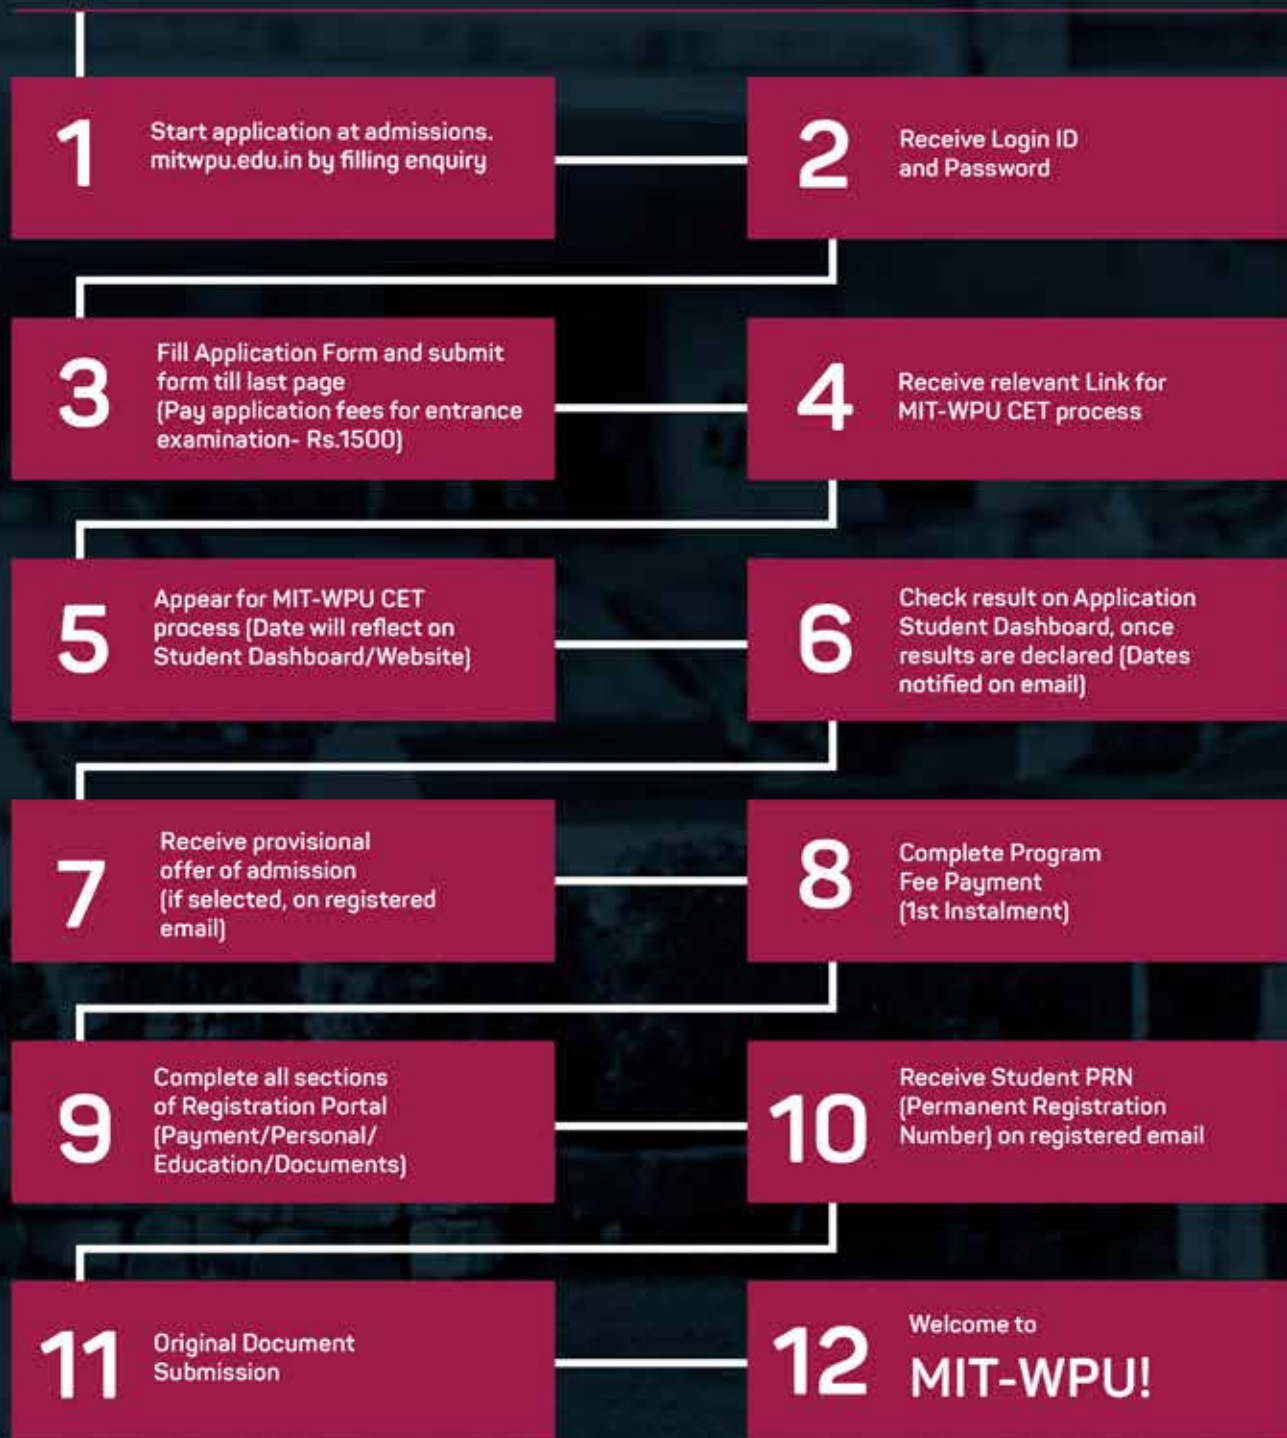 1
Start application at admissions.
mitwpu.edu.in by filling enquiry
2
Receive Login ID
and Password
3
Fill Application Form and submit
form till last page
(Pay application fees for entrance
examination- Rs.1500)
4
Receive relevant Link for
MIT-WPU CET process
5
Appear for MIT-WPU CET
process (Date will reflect on
Student Dashboard/Website)
6
Check result on Application
Student Dashboard, once
results are declared (Dates
notified on email)
7
Receive provisional
offer of admission
(if selected, on registered
email)
8
Complete Program
Fee Payment
(1st Instalment)
9
Complete all sections
of Registration Portal
(Payment/Personal/
Education/Documents)
10
Receive Student PRN
(Permanent Registration
Number) on registered email
11
Original Document
Submission
12
Welcome to
MIT-WPU!